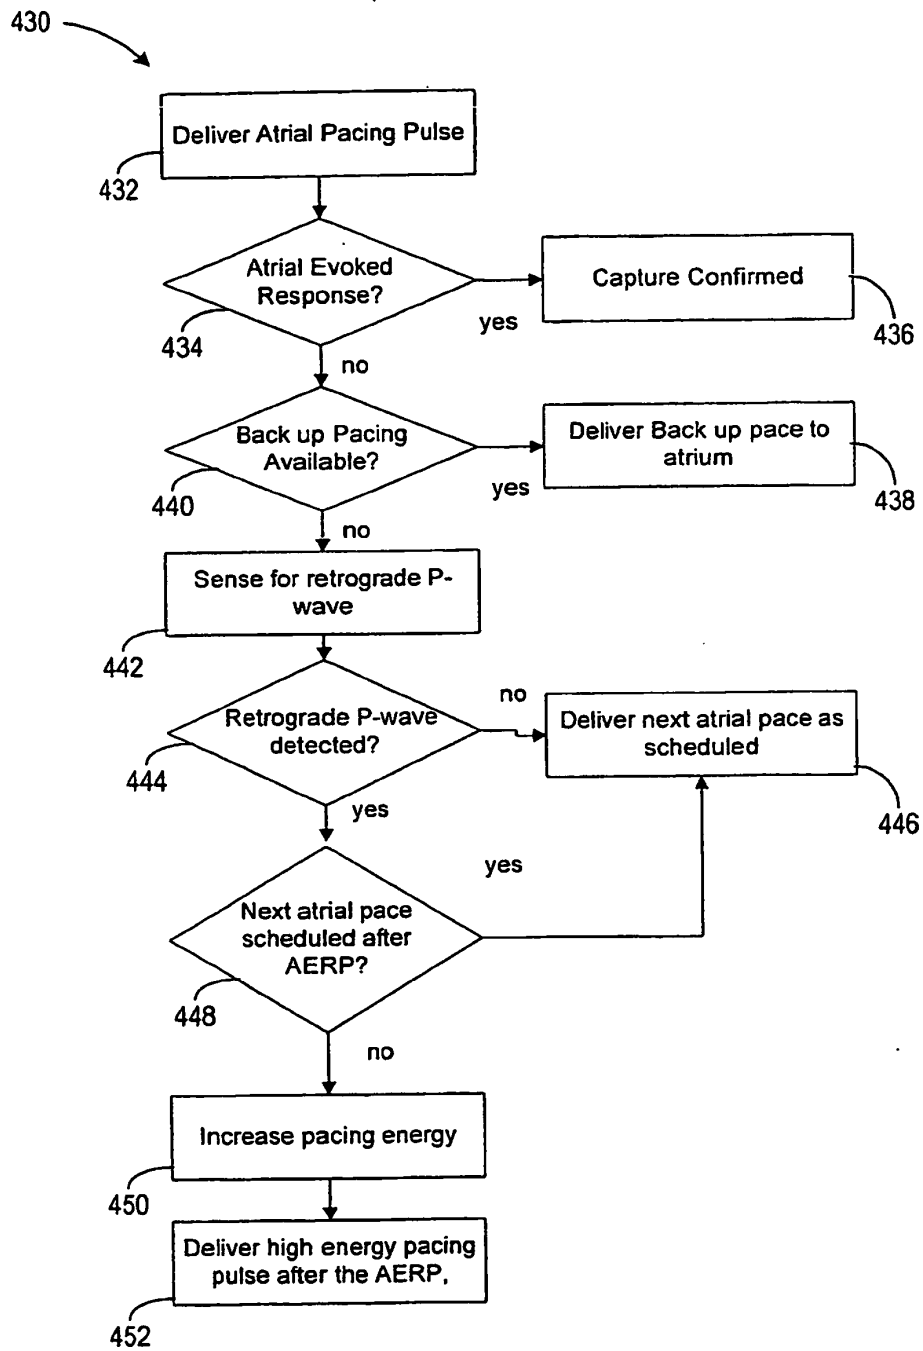 430
Deliver Atrial Pacing Pulse
432
Atrial Evoked
Response?
434
yes
Capture Confirmed
436
no
Back up Pacing
Available?
440
yes
Deliver Back up pace to
atrium
438
no
Sense for retrograde P-
wave
442
Retrograde P-wave
detected?
444
no
Deliver next atrial pace as
scheduled
446
yes
Next atrial pace
scheduled after
AERP?
448
yes
no
Increase pacing energy
450
Deliver high energy pacing
pulse after the AERP.
452